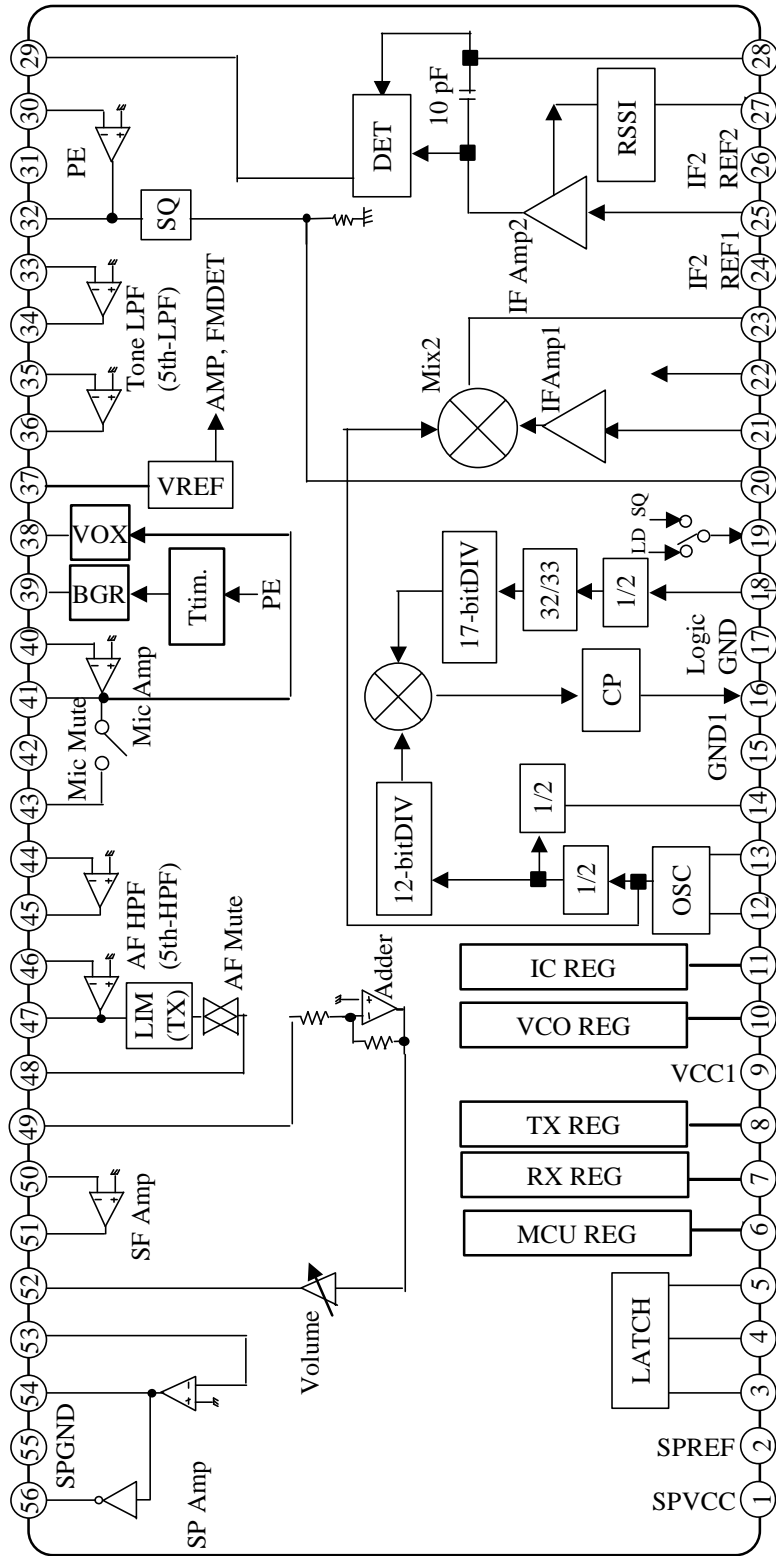 56
55
54
53
52
51
50
49
48
47
46
45
44
43
42
41
40
39
38
37
36
35
34
33
32
31
30
29
SPGND
SP Amp
Volume
SF Amp
Adder
LIM
(TX)
AF HPF
(5th-HPF)
AF Mute
Mic Mute
Mic Amp
BGR
VOX
Ttim.
PE
VREF
AMP, FMDET
Tone LPF
(5th-LPF)
SQ
PE
DET
10 pF
LATCH
MCU REG
RX REG
TX REG
VCO REG
IC REG
12-bitDIV
1/2
1/2
OSC
CP
17-bitDIV
32/33
1/2
LD
SQ
Mix2
IFAmp1
IF Amp2
RSSI
SPVCC
SPREF
VCC1
GND1
Logic
GND
IF2
REF1
IF2
REF2
1
2
3
4
5
6
7
8
9
10
11
12
13
14
15
16
17
18
19
20
21
22
23
24
25
26
27
28